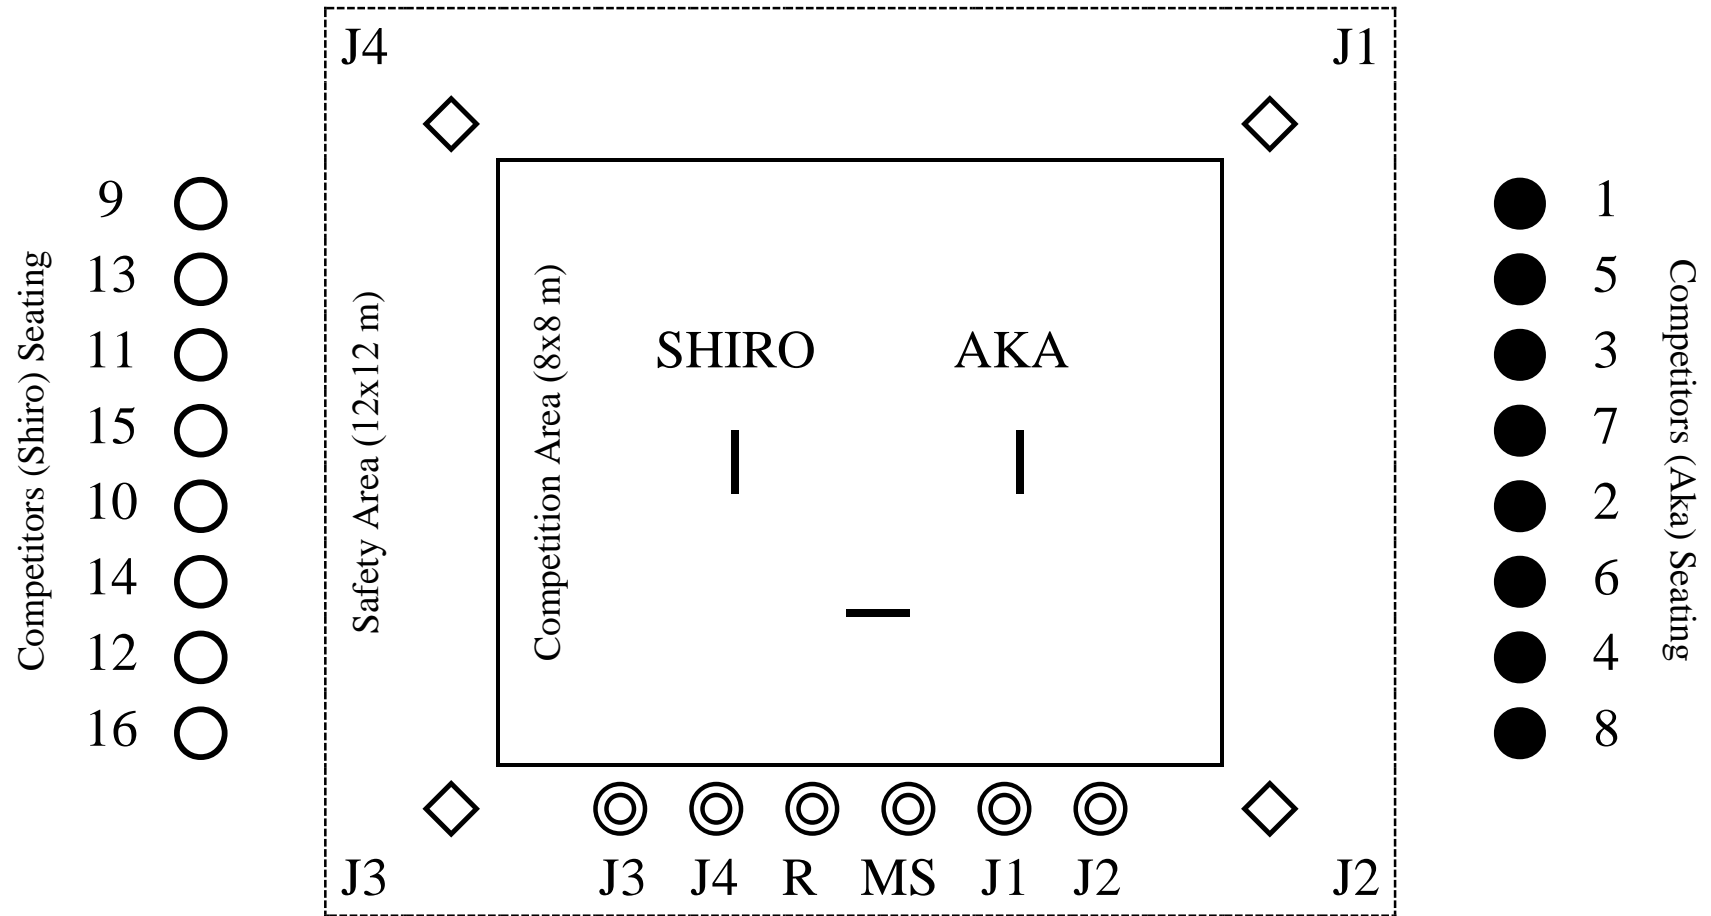 J4
J1
9
13
11
15
10
14
12
16
Competitors (Shiro) Seating
Safety Area (12x12 m)
Competition Area (8x8 m)
SHIRO
AKA
1
5
3
7
2
6
4
8
Competitors (Aka) Seating
J3
J3
J4
R
MS
J1
J2
J2